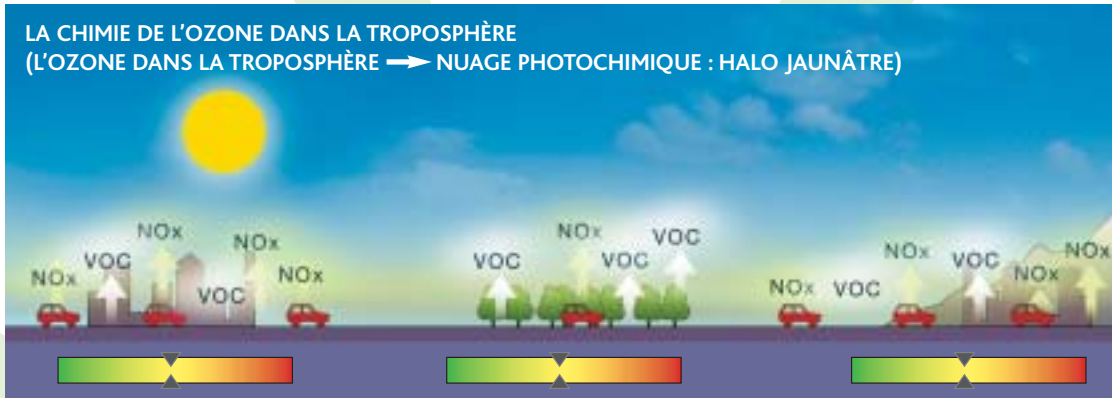 LA CHIMIE DE L'OZONE DANS LA TROPOSPHÈRE
(L'OZONE DANS LA TROPOSPHÈRE → NUAGE PHOTOCHIMIQUE : HALO JAUNÂTRE)
NOx VOC NOx VOC NOx NOx
VOC NOx VOC VOC
NOx VOC NOx VOC NOx NOx